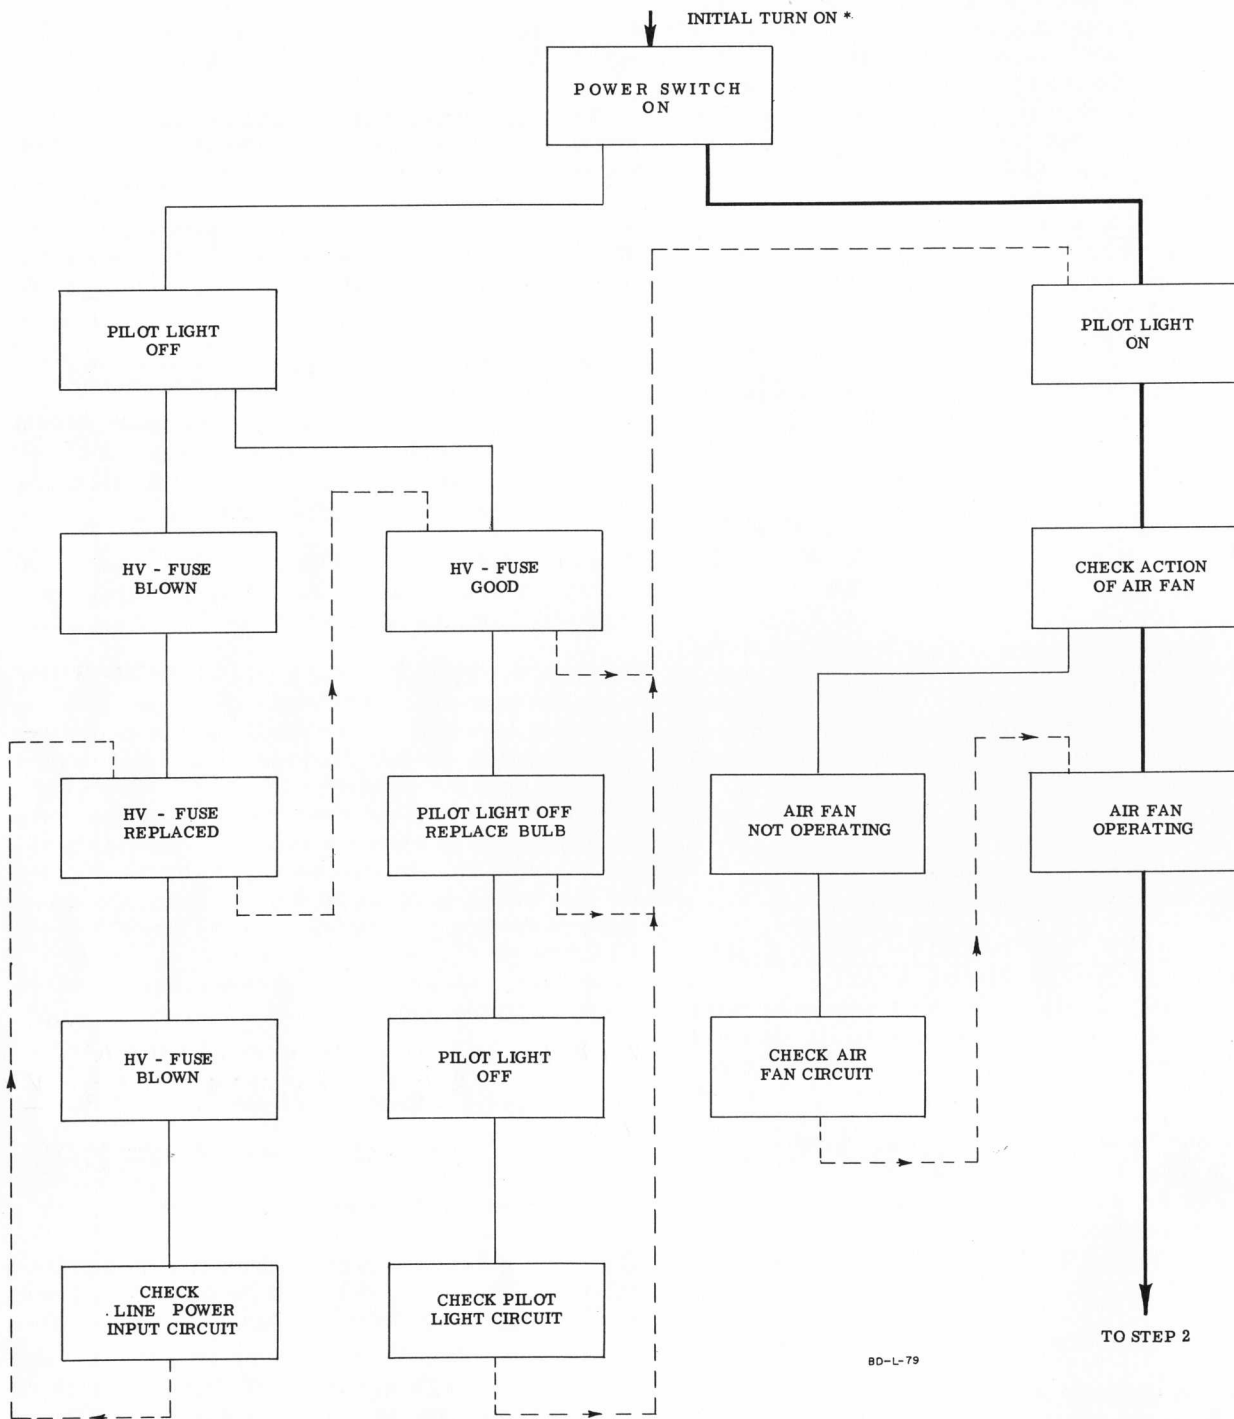 INITIAL TURN ON *
POWER SWITCH
ON
PILOT LIGHT
OFF
PILOT LIGHT
ON
HV - FUSE
BLOWN
HV - FUSE
GOOD
CHECK ACTION
OF AIR FAN
HV - FUSE
REPLACED
PILOT LIGHT OFF
REPLACE BULB
AIR FAN
NOT OPERATING
AIR FAN
OPERATING
HV - FUSE
BLOWN
PILOT LIGHT
OFF
CHECK AIR
FAN CIRCUIT
CHECK
LINE POWER
INPUT CIRCUIT
CHECK PILOT
LIGHT CIRCUIT
TO STEP 2
BD-L-79